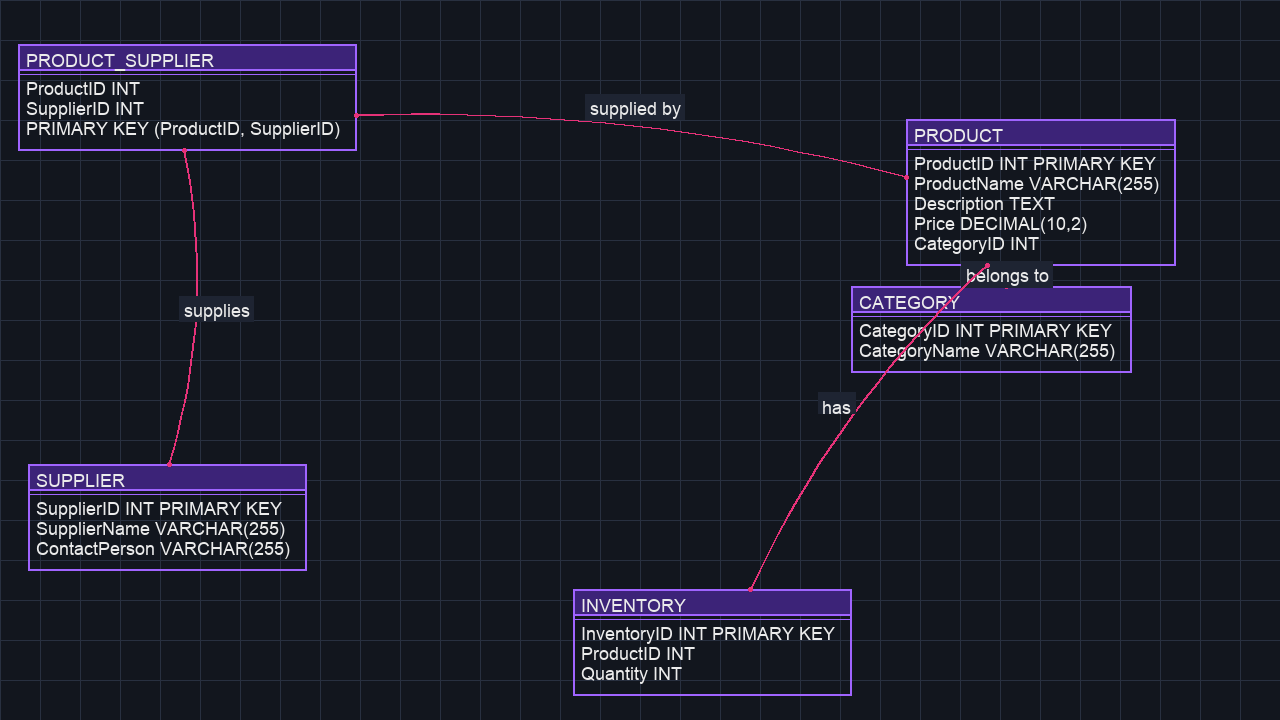 PRODUCT_SUPPLIER
ProductID INT
SupplierID INT
PRIMARY KEY (ProductID, SupplierID)
supplied by
PRODUCT
ProductID INT PRIMARY KEY
ProductName VARCHAR(255)
Description TEXT
Price DECIMAL(10,2)
CategoryID INT
belongs to
CATEGORY
CategoryID INT PRIMARY KEY
CategoryName VARCHAR(255)
supplies
has
SUPPLIER
SupplierID INT PRIMARY KEY
SupplierName VARCHAR(255)
ContactPerson VARCHAR(255)
INVENTORY
InventoryID INT PRIMARY KEY
ProductID INT
Quantity INT